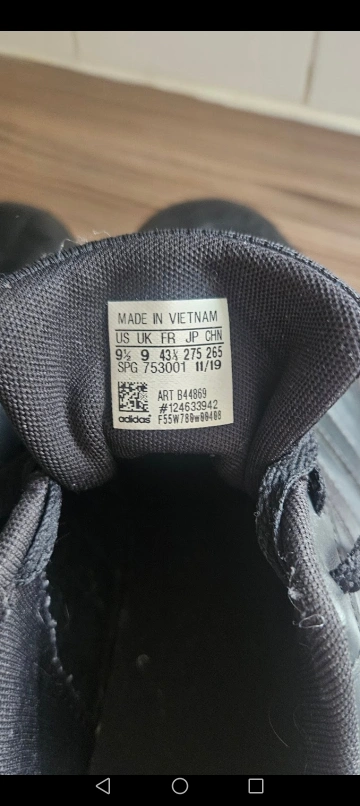 MADE IN VIETNAM
US UK FR JP CHN
9½ 9 43⅓ 275 265
SPG 753001 11/19
ART B44869
#124633942
adidas